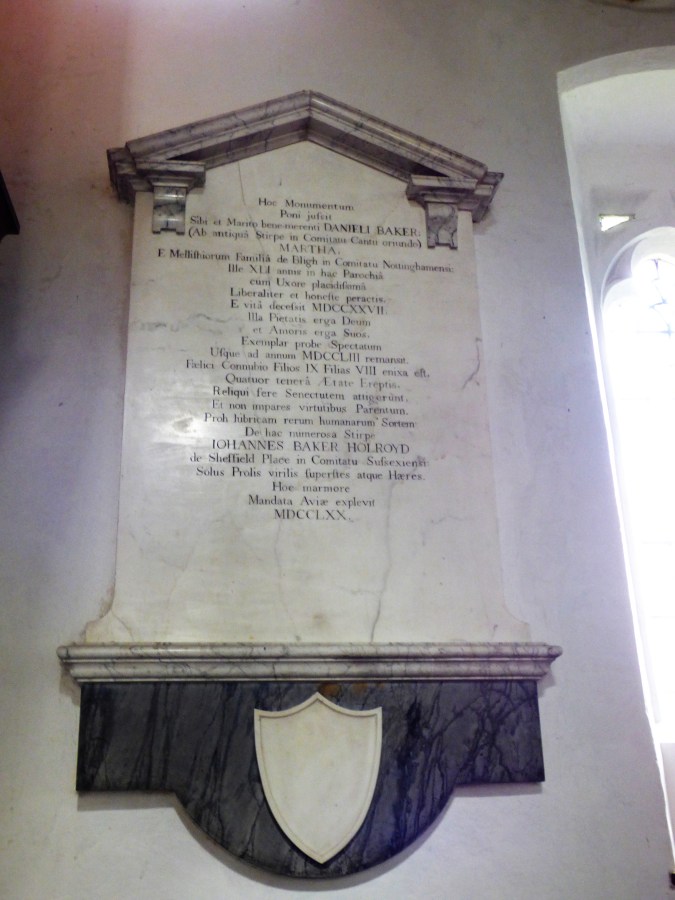 Hoc Monumentum
Poni juſsit
Sibi et Marito bene merenti DANIELI BAKER.
(Ab antiquâ Stirpe in Comitatu Cantii oriundo)
MARTHA.
E Melliſhiorum Familiâ de Bligh in Comitatu Nottinghamensi:
Ille XLI annis in hac Parochiâ
cum Uxore placidiſsimâ
Liberaliter et honeſte peractis.
E vitâ deceſsit MDCCXXVII.
Illa Pietatis erga Deum
et Amoris erga Suos.
Exemplar probe Spectatum
Uſque ad annum MDCCLIII remansit.
Fælici Connubio Filios IX Filias VIII enixa eſt.
Quatuor tenerâ Ætate Ereptis.
Reliqui fere Senectutem attigerunt.
Et non impares virtutibus Parentum.
Proh lubricam rerum humanarum Sortem
De hac numerosâ Stirpe
IOHANNES BAKER HOLROYD
de Sheffield Place in Comitatu Suſsexiensi
Solus Prolis virilis ſuperſtes atque Hæres.
Hoc marmore
Mandata Aviæ explevit
MDCCLXX.